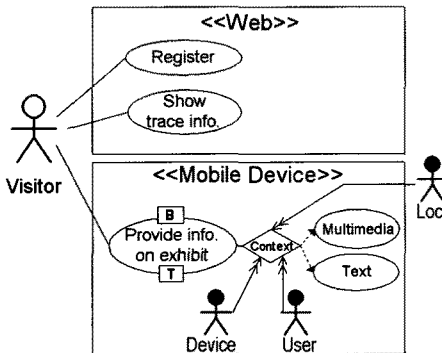 <<Web>>
Register
Show
trace info.
Visitor
<<Mobile Device>>
B
Provide info.
on exhibit
T
Context
Multimedia
Text
Loc
Device
User